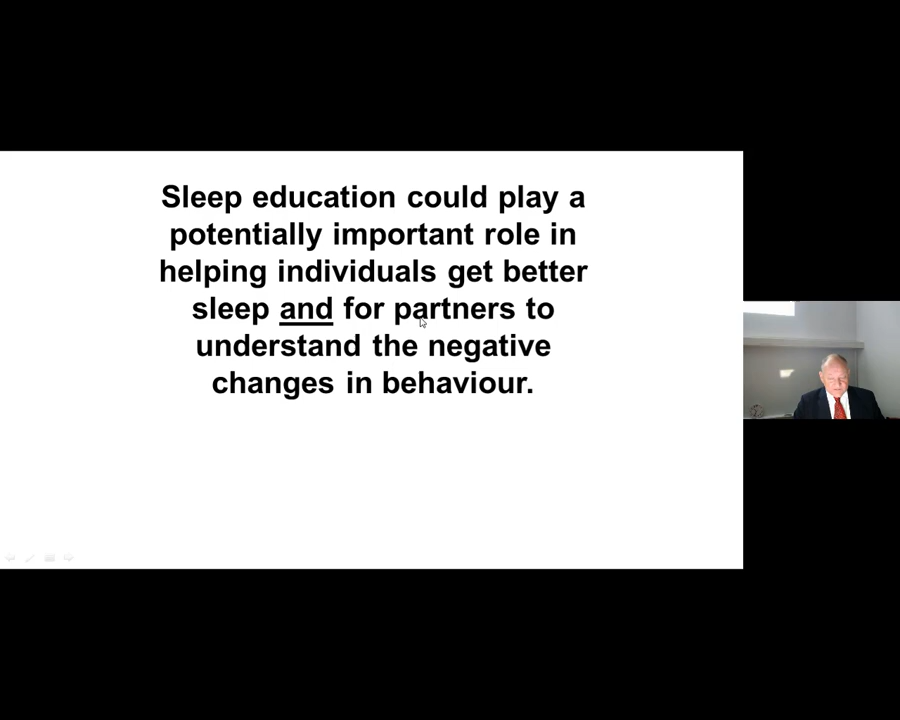 Sleep education could play a
potentially important role in
helping individuals get better
sleep and for partners to
understand the negative
changes in behaviour.